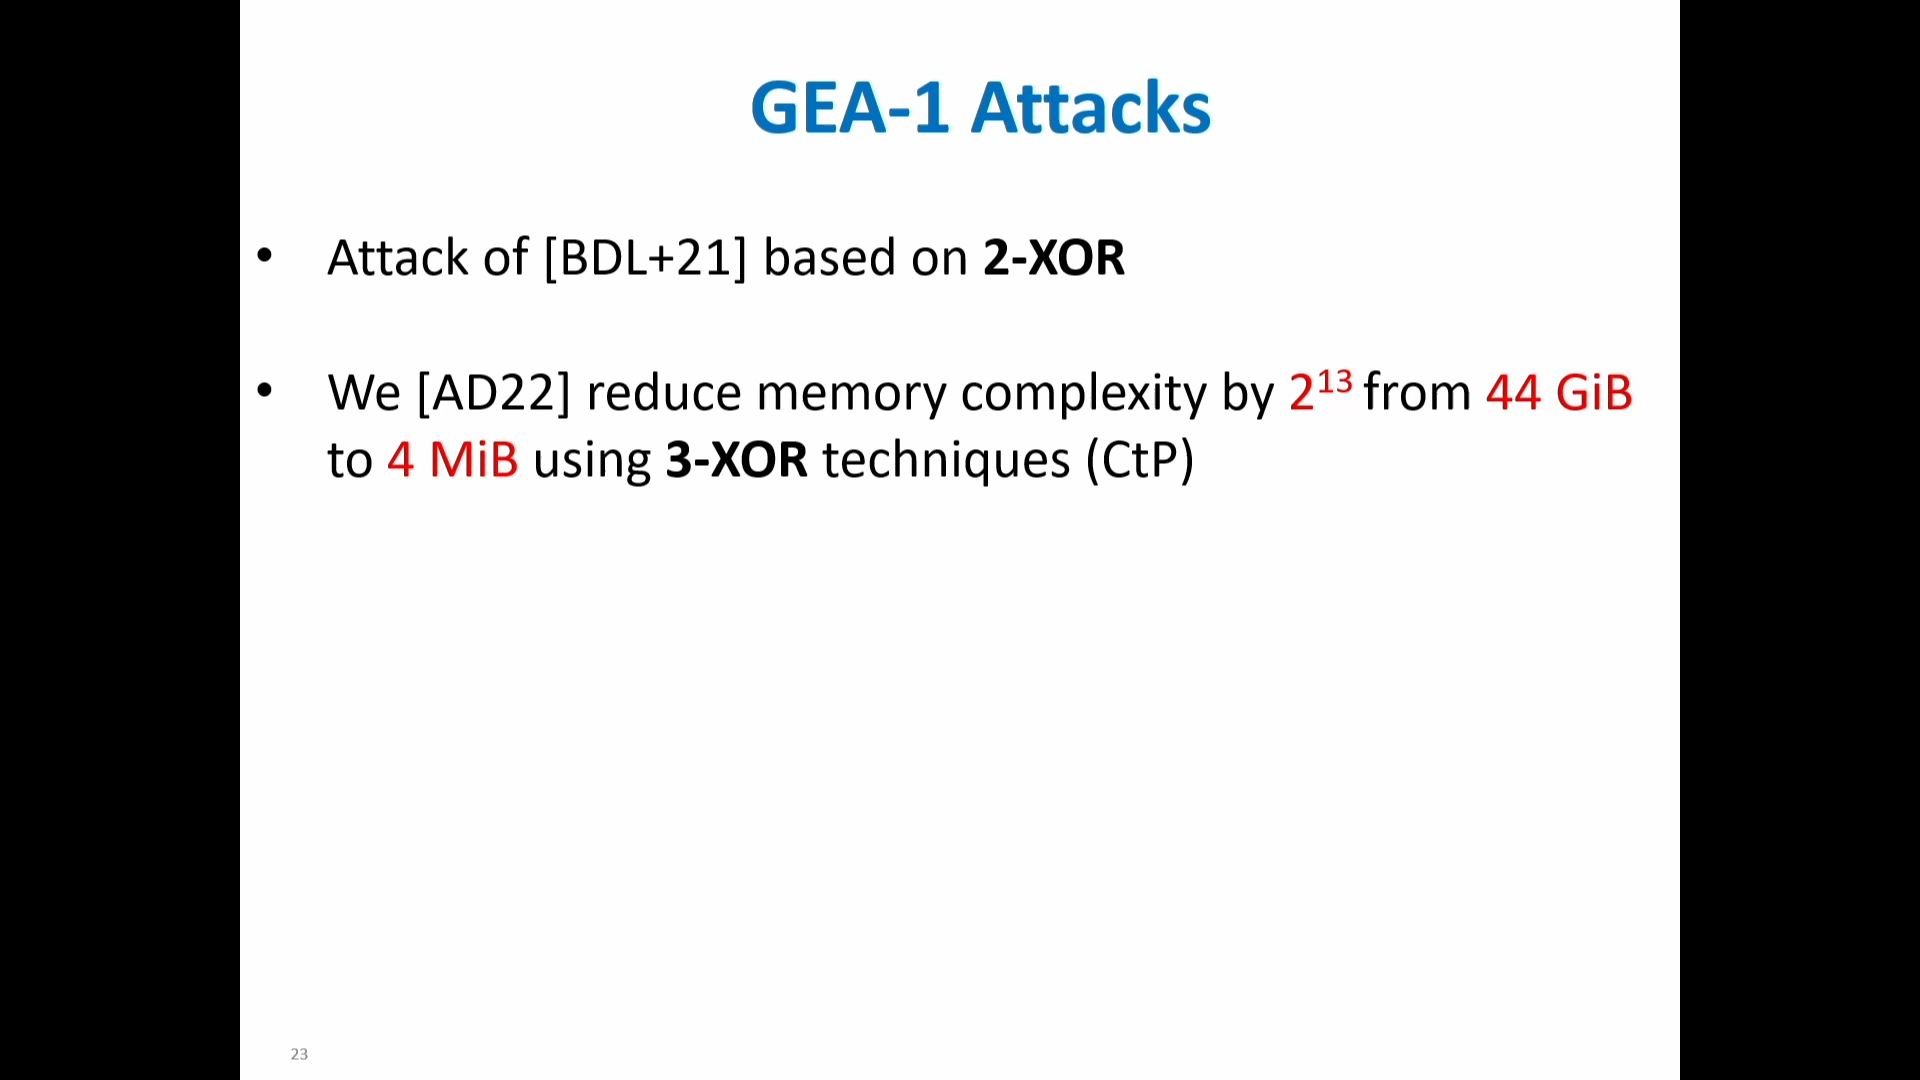 GEA-1 Attacks
• Attack of [BDL+21] based on 2-XOR
• We [AD22] reduce memory complexity by 2¹³ from 44 GiB
to 4 MiB using 3-XOR techniques (CtP)
23